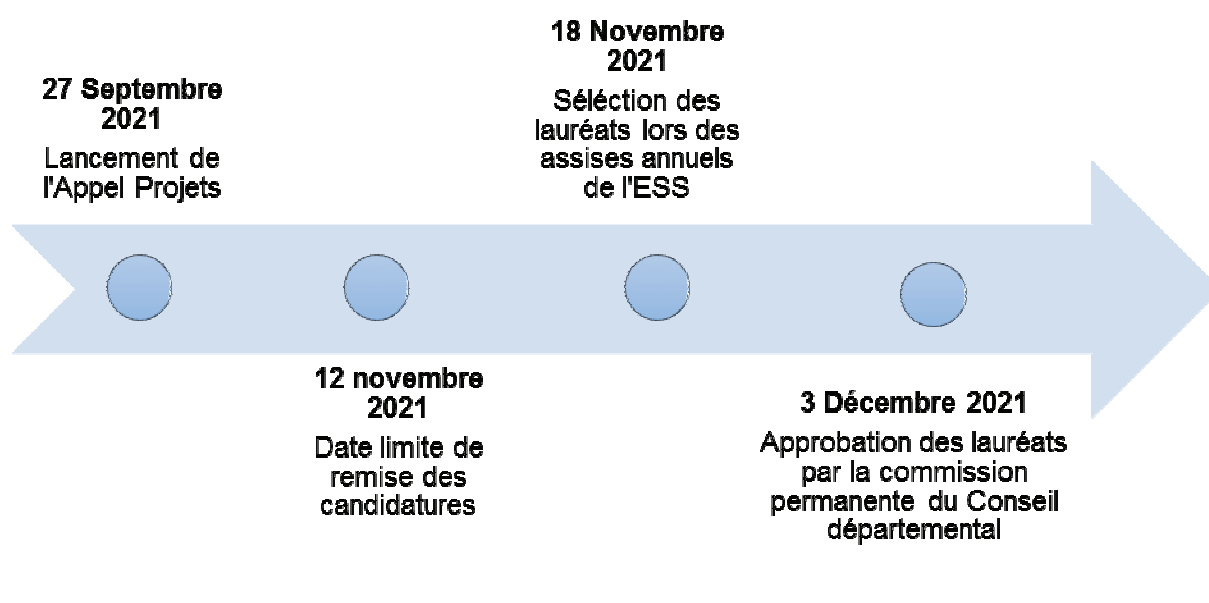 27 Septembre
2021
Lancement de
l'Appel Projets
12 novembre
2021
Date limite de
remise des
candidatures
18 Novembre
2021
Séléction des
lauréats lors des
assises annuels
de l'ESS
3 Décembre 2021
Approbation des lauréats
par la commission
permanente du Conseil
départemental